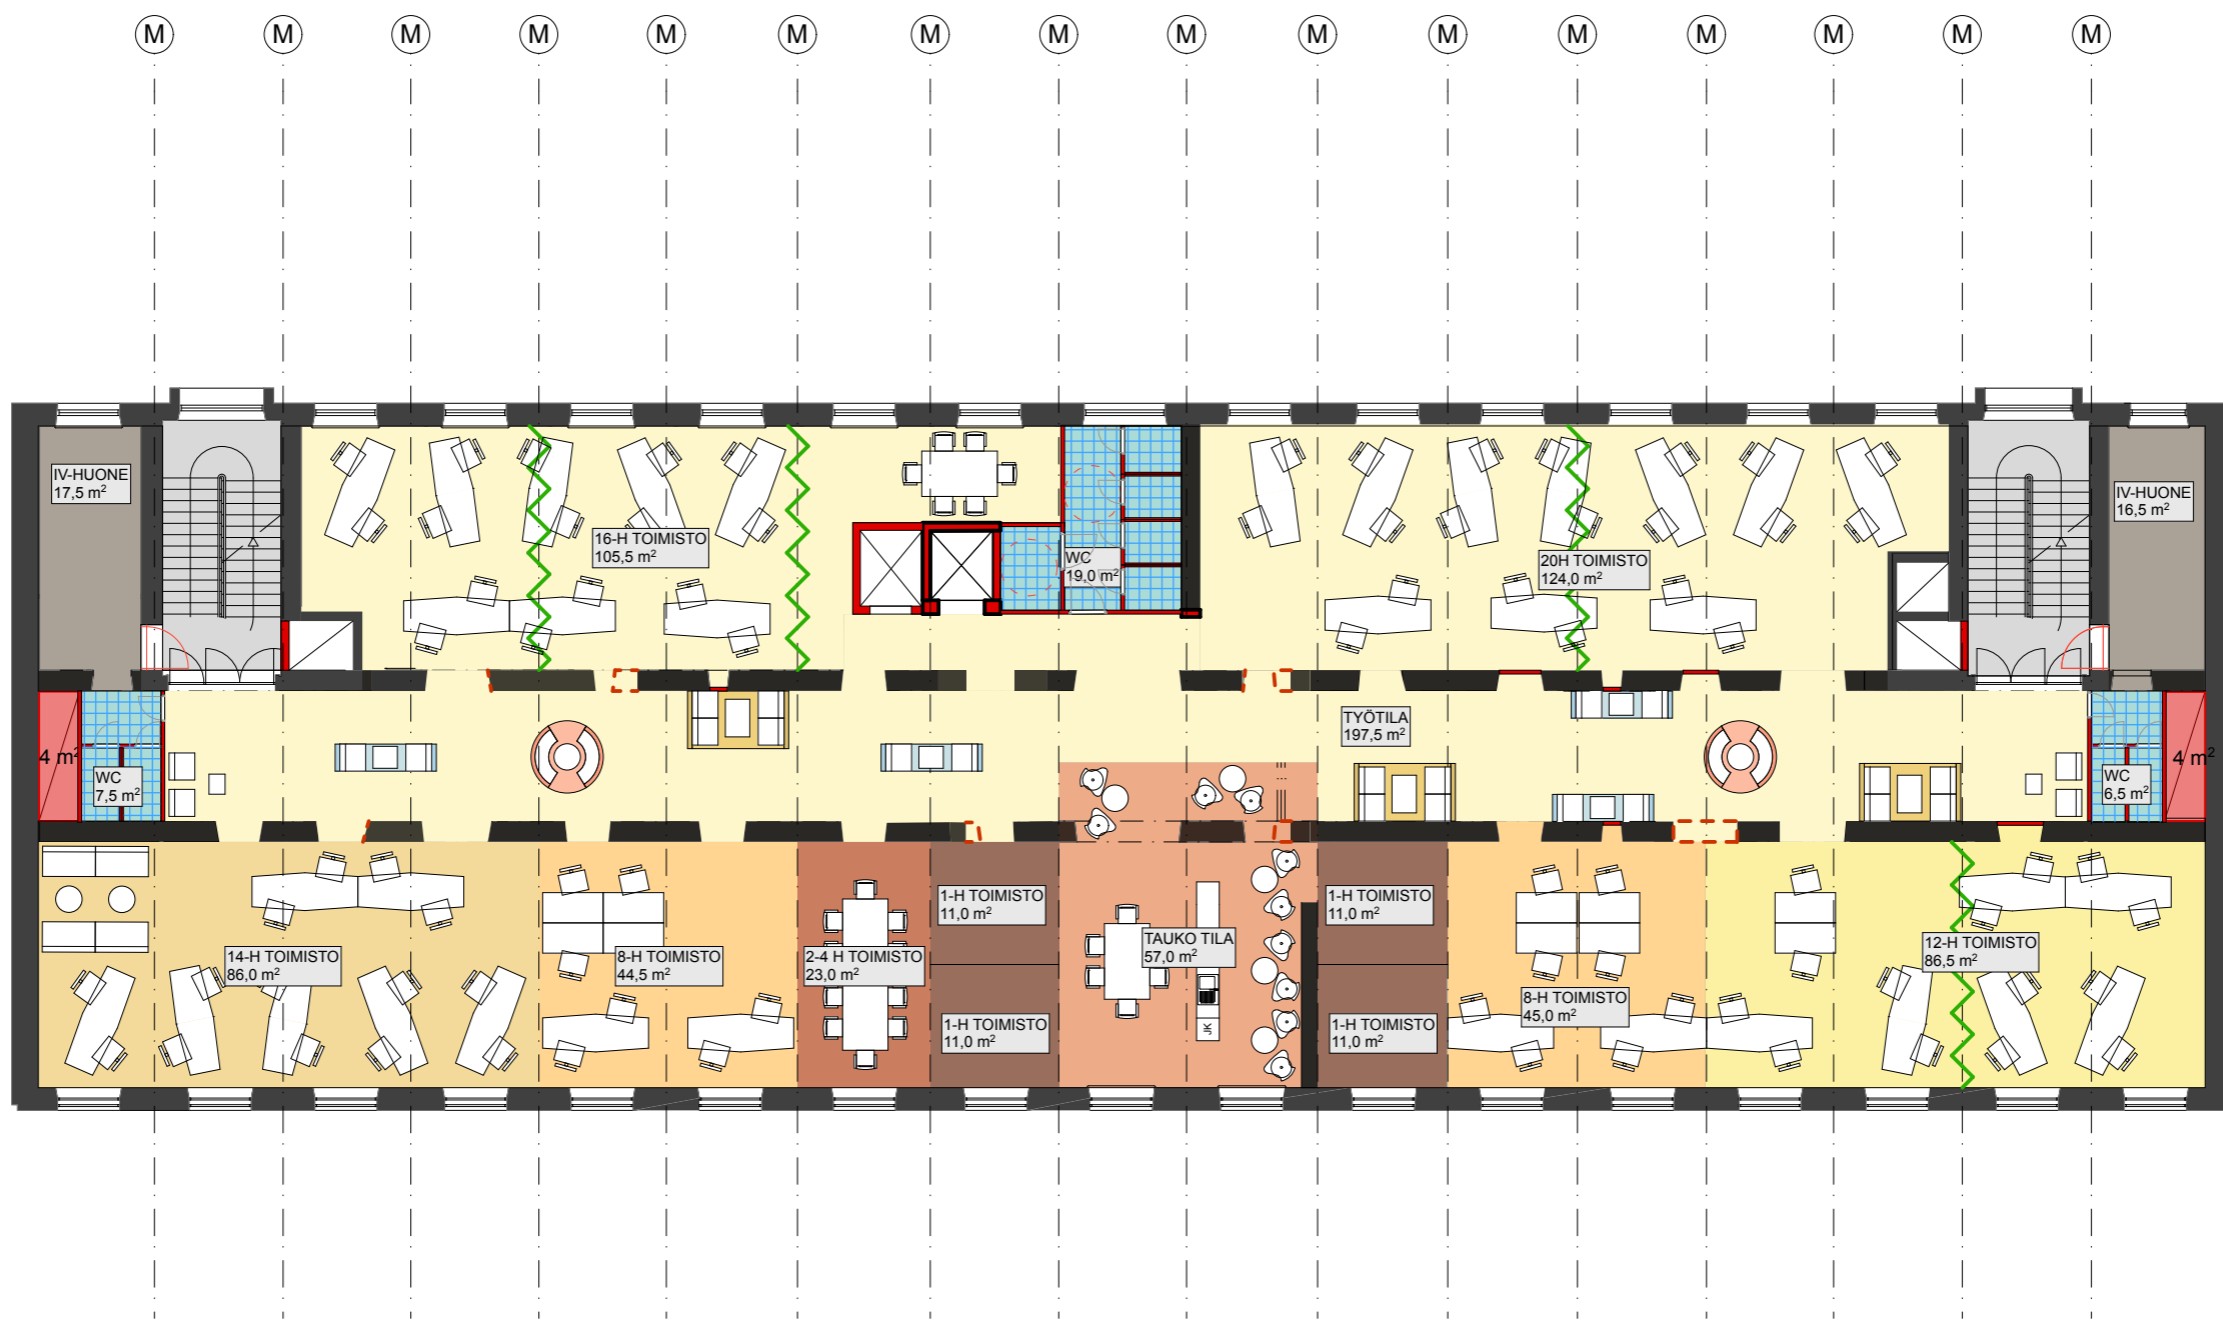 M M M M M M M M M M M M M M M M
IV-HUONE
17,5 m²
16-H TOIMISTO
105,5 m²
WC
19,0 m²
20H TOIMISTO
124,0 m²
IV-HUONE
16,5 m²
4 m²
WC
7,5 m²
TYÖTILA
197,5 m²
WC
6,5 m²
4 m²
14-H TOIMISTO
86,0 m²
8-H TOIMISTO
44,5 m²
2-4 H TOIMISTO
23,0 m²
1-H TOIMISTO
11,0 m²
1-H TOIMISTO
11,0 m²
TAUKO TILA
57,0 m²
JK
1-H TOIMISTO
11,0 m²
1-H TOIMISTO
11,0 m²
8-H TOIMISTO
45,0 m²
12-H TOIMISTO
86,5 m²